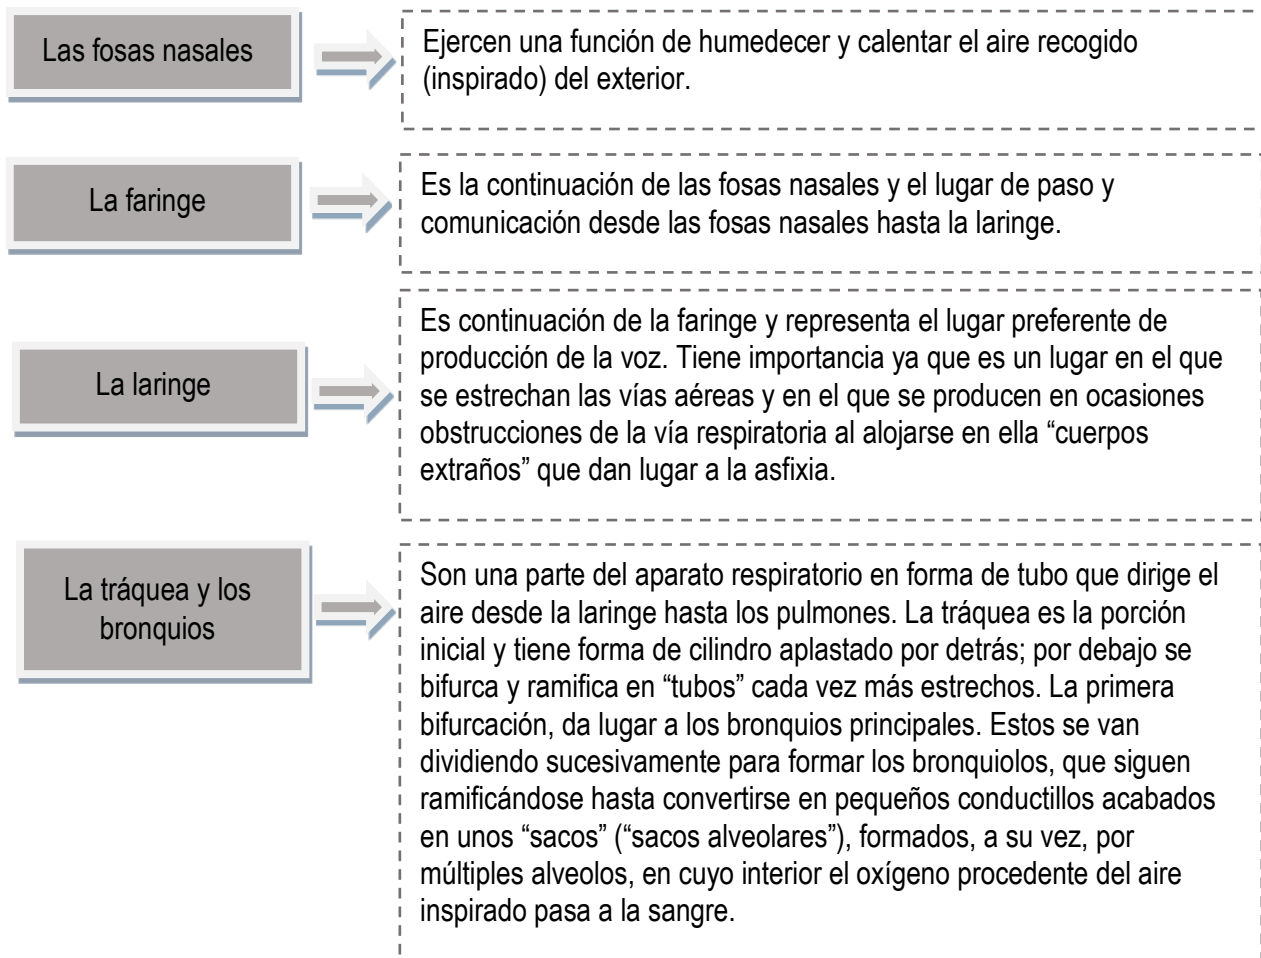 Las fosas nasales
Ejercen una función de humedecer y calentar el aire recogido
(inspirado) del exterior.
La faringe
Es la continuación de las fosas nasales y el lugar de paso y
comunicación desde las fosas nasales hasta la laringe.
La laringe
Es continuación de la faringe y representa el lugar preferente de
producción de la voz. Tiene importancia ya que es un lugar en el que
se estrechan las vías aéreas y en el que se producen en ocasiones
obstrucciones de la vía respiratoria al alojarse en ella “cuerpos
extraños” que dan lugar a la asfixia.
La tráquea y los
bronquios
Son una parte del aparato respiratorio en forma de tubo que dirige el
aire desde la laringe hasta los pulmones. La tráquea es la porción
inicial y tiene forma de cilindro aplastado por detrás; por debajo se
bifurca y ramifica en “tubos” cada vez más estrechos. La primera
bifurcación, da lugar a los bronquios principales. Estos se van
dividiendo sucesivamente para formar los bronquiolos, que siguen
ramificándose hasta convertirse en pequeños conductillos acabados
en unos “sacos” (“sacos alveolares”), formados, a su vez, por
múltiples alveolos, en cuyo interior el oxígeno procedente del aire
inspirado pasa a la sangre.